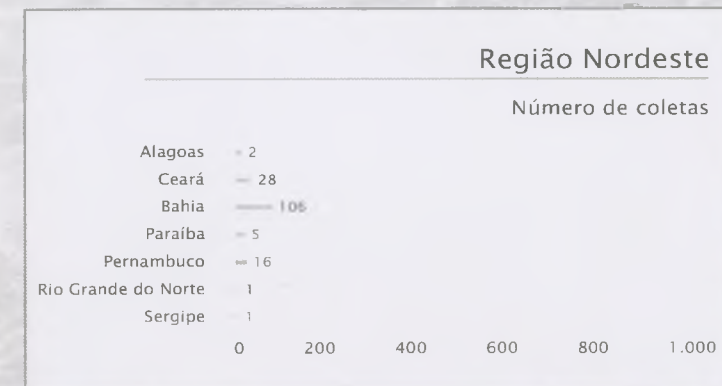 Região Nordeste
Número de coletas
Alagoas 2
Ceará 28
Bahia 106
Paraíba 5
Pernambuco 16
Rio Grande do Norte 1
Sergipe 1
0 200 400 600 800 1.000